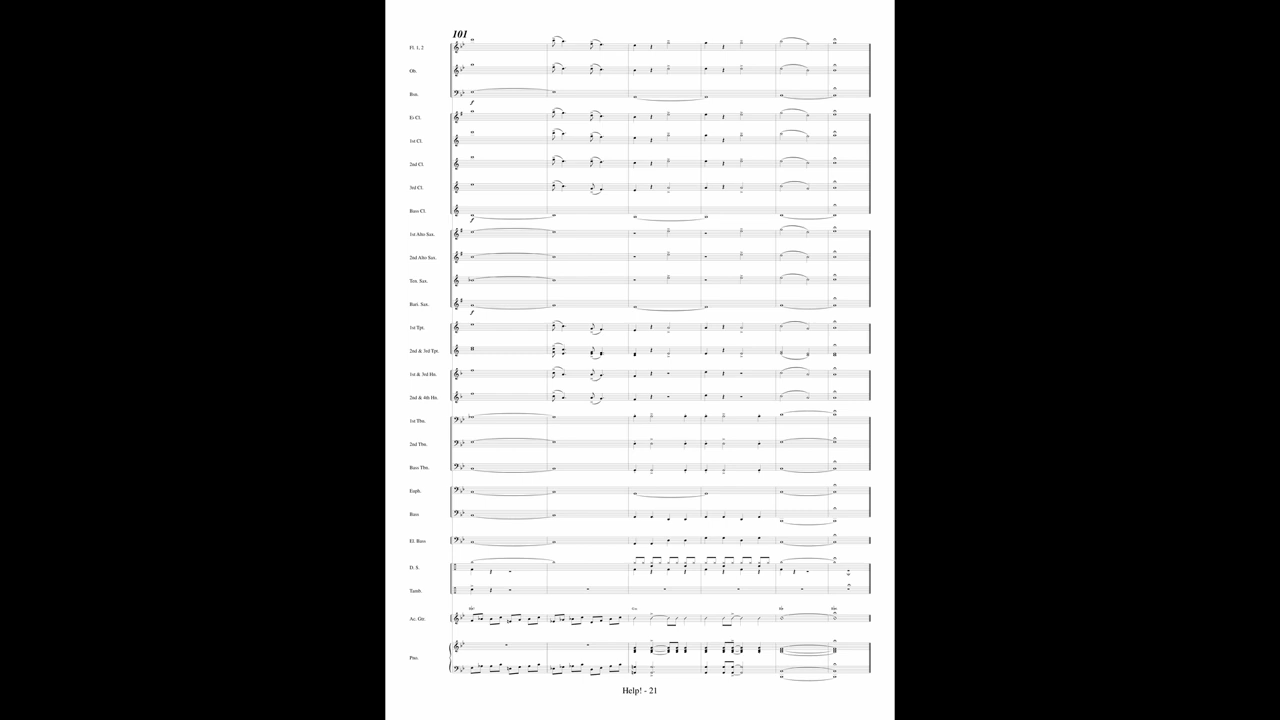 101
Fl. 1, 2
Ob.
Bsn.
f
E♭ Cl.
1st Cl.
2nd Cl.
3rd Cl.
Bass Cl.
f
1st Alto Sax.
2nd Alto Sax.
Ten. Sax.
Bari. Sax.
f
1st Tpt.
2nd & 3rd Tpt.
1st & 3rd Hn.
2nd & 4th Hn.
1st Tbn.
2nd Tbn.
Bass Tbn.
Euph.
Bass
El. Bass
D. S.
Tamb.
Ac. Gtr.
Pno.
Help! - 21